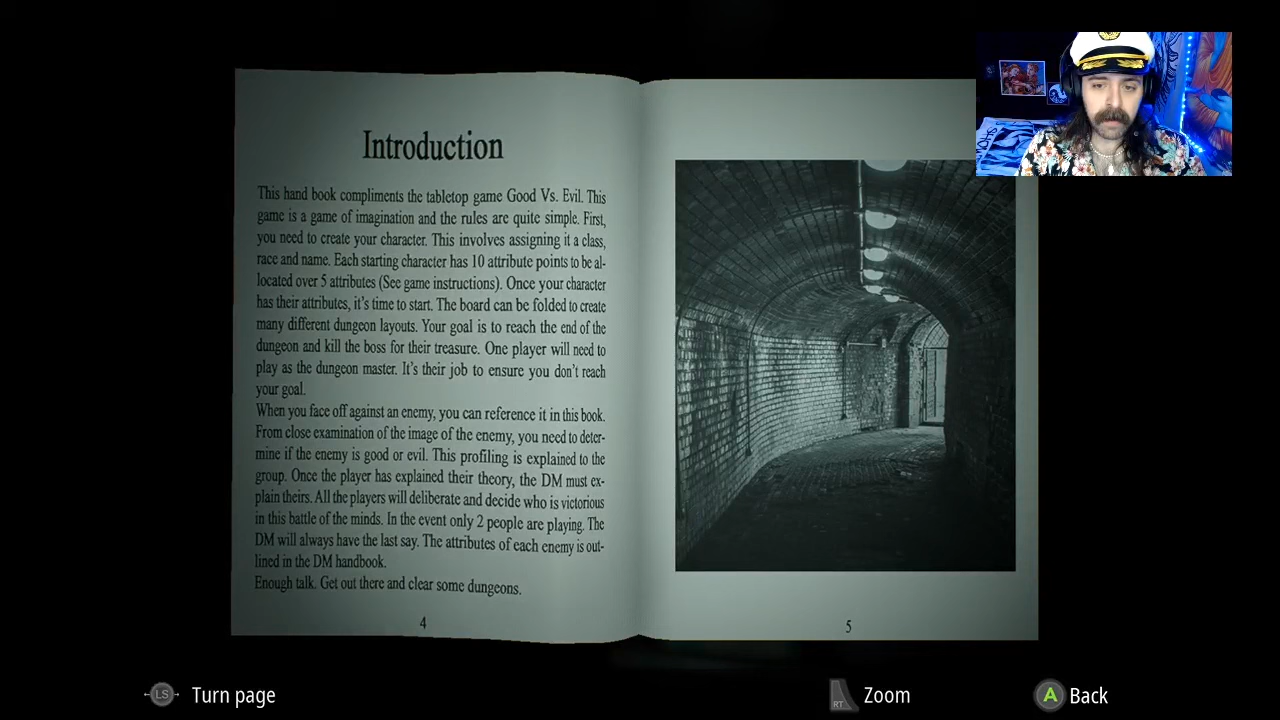 Introduction
This hand book compliments the tabletop game Good Vs. Evil. This
game is a game of imagination and the rules are quite simple. First,
you need to create your character. This involves assigning it a class,
race and name. Each starting character has 10 attribute points to be al-
located over 5 attributes (See game instructions). Once your character
has their attributes, it's time to start. The board can be folded to create
many different dungeon layouts. Your goal is to reach the end of the
dungeon and kill the boss for their treasure. One player will need to
play as the dungeon master. It's their job to ensure you don't reach
your goal.
When you face off against an enemy, you can reference it in this book.
From close examination of the image of the enemy, you need to deter-
mine if the enemy is good or evil. This profiling is explained to the
group. Once the player has explained their theory, the DM must ex-
plain theirs. All the players will deliberate and decide who is victorious
in this battle of the minds. In the event only 2 people are playing. The
DM will always have the last say. The attributes of each enemy is out-
lined in the DM handbook.
Enough talk. Get out there and clear some dungeons.
4
5
LS Turn page
RT Zoom
A Back